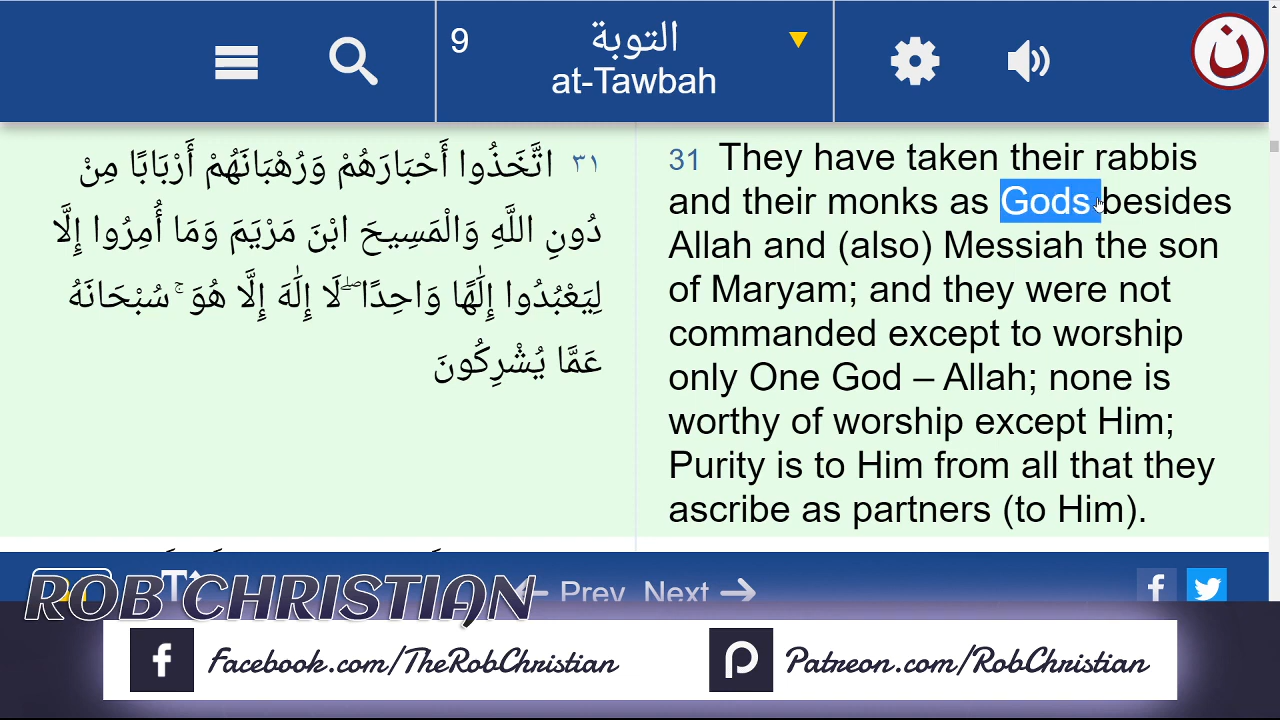 9
التوبة
at-Tawbah
ن
٣١ اتَّخَذُوا أَحْبَارَهُمْ وَرُهْبَانَهُمْ أَرْبَابًا مِنْ
دُونِ اللَّهِ وَالْمَسِيحَ ابْنَ مَرْيَمَ وَمَا أُمِرُوا إِلَّا
لِيَعْبُدُوا إِلَٰهًا وَاحِدًا ۖ لَا إِلَٰهَ إِلَّا هُوَ ۚ سُبْحَانَهُ
عَمَّا يُشْرِكُونَ
31 They have taken their rabbis
and their monks as Gods besides
Allah and (also) Messiah the son
of Maryam; and they were not
commanded except to worship
only One God – Allah; none is
worthy of worship except Him;
Purity is to Him from all that they
ascribe as partners (to Him).
Prev Next
ROB CHRISTIAN
Facebook.com/TheRobChristian
Patreon.com/RobChristian